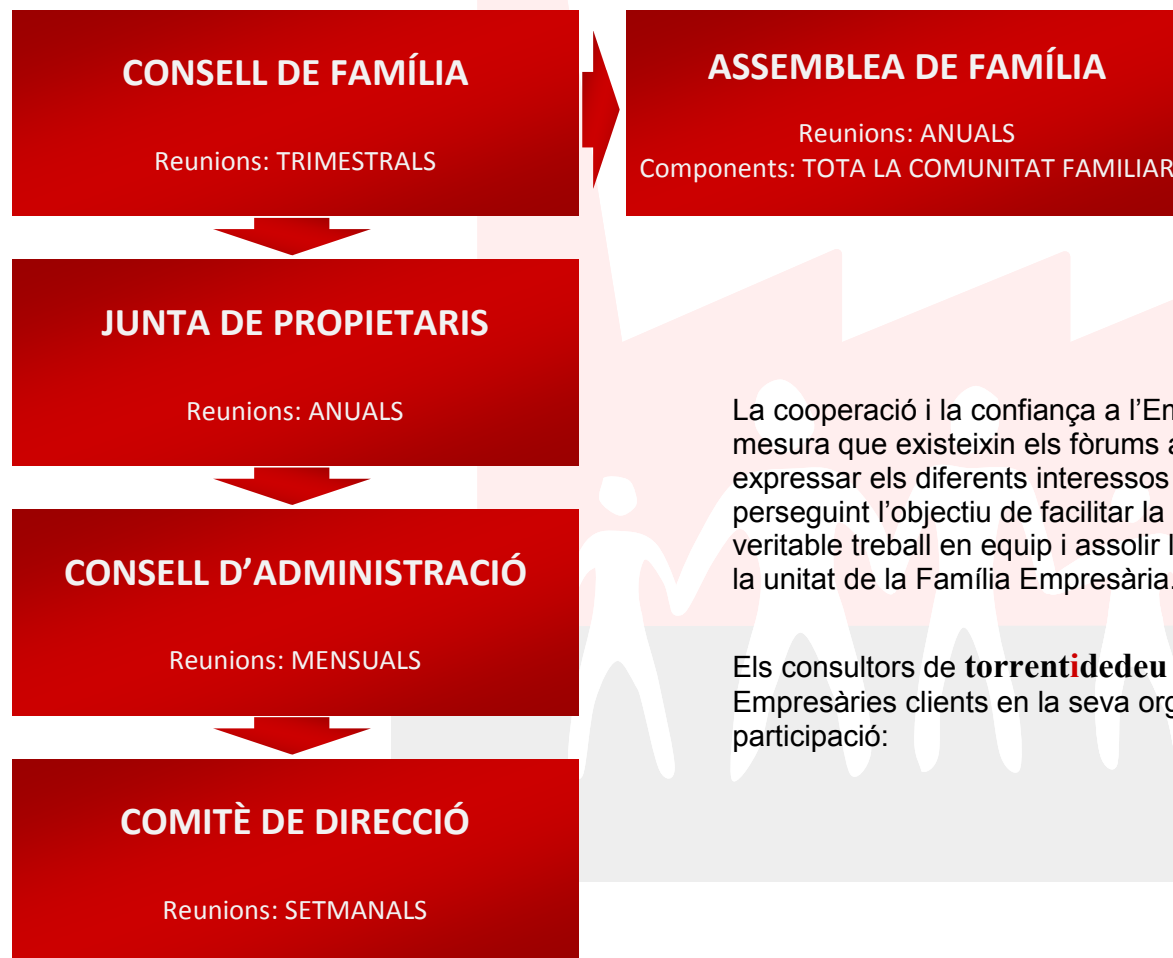 CONSELL DE FAMÍLIA
Reunions: TRIMESTRALS
ASSEMBLEA DE FAMÍLIA
Reunions: ANUALS
Components: TOTA LA COMUNITAT FAMILIAR
JUNTA DE PROPIETARIS
Reunions: ANUALS
CONSELL D’ADMINISTRACIÓ
Reunions: MENSUALS
COMITÈ DE DIRECCIÓ
Reunions: SETMANALS
La cooperació i la confiança a
mesura que existeixin els fòrums
expressar els diferents interessos
perseguint l’objectiu de facilitar la
veritable treball en equip i assolir
la unitat de la Família Empresària.
Els consultors de torrentidedeu
Empresàries clients en la seva
participació: